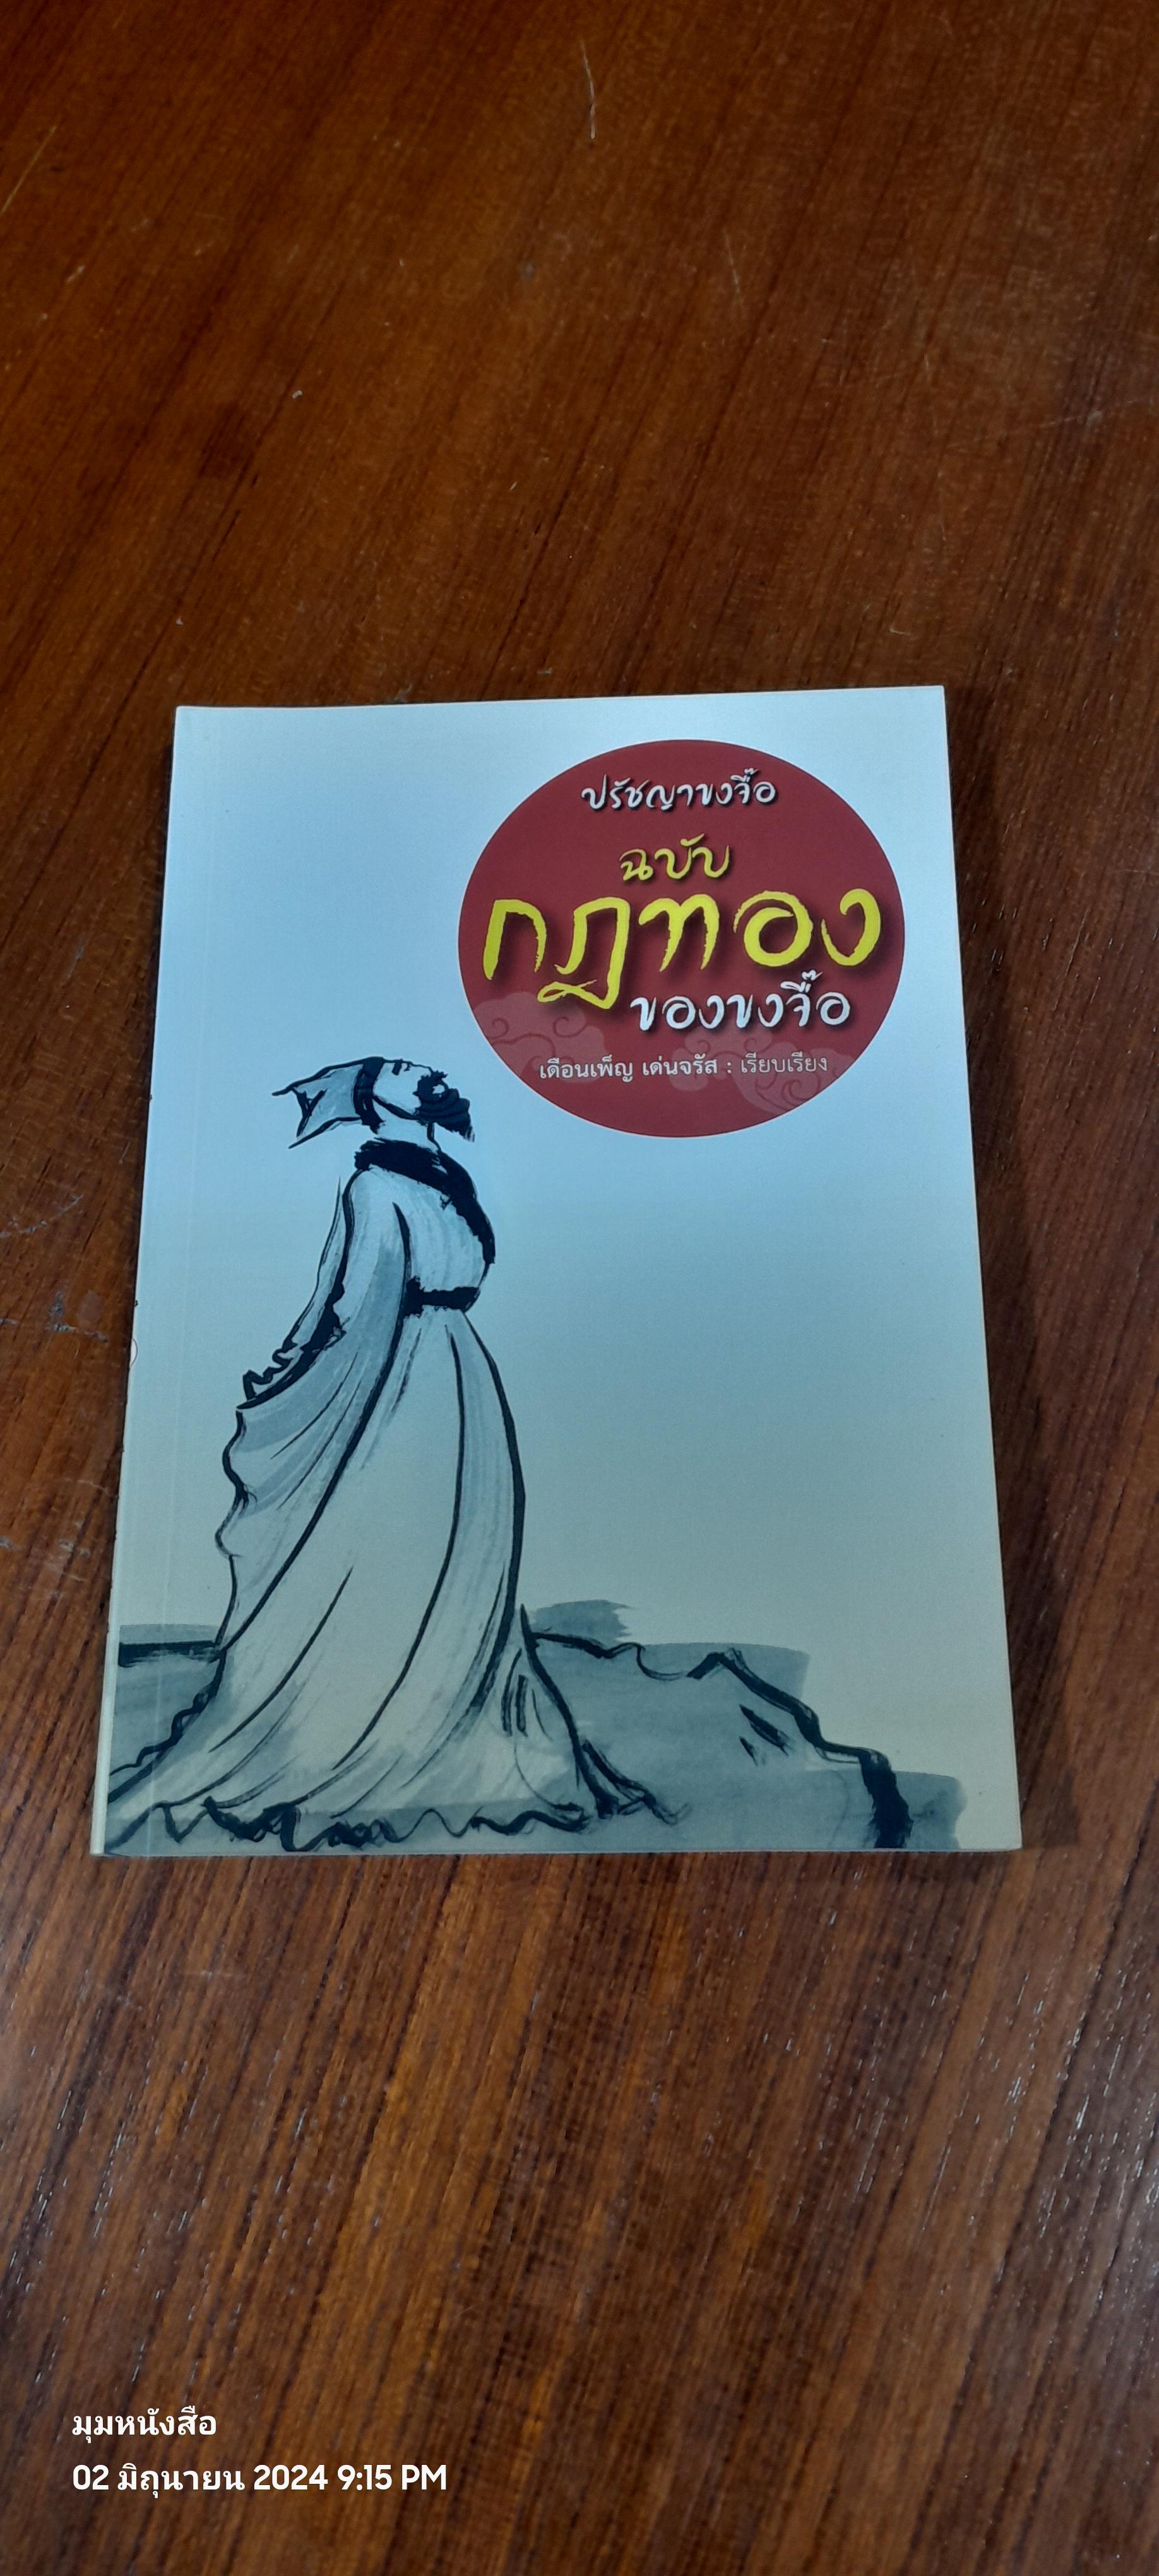 ปรัชญาขงจื๊อ
ฉบับ
กฎทอง
ของขงจื๊อ
เดือนเพ็ญ เด่นจรัส : เรียบเรียง
มุมหนังสือ
02 มิถุนายน 2024 9:15 PM